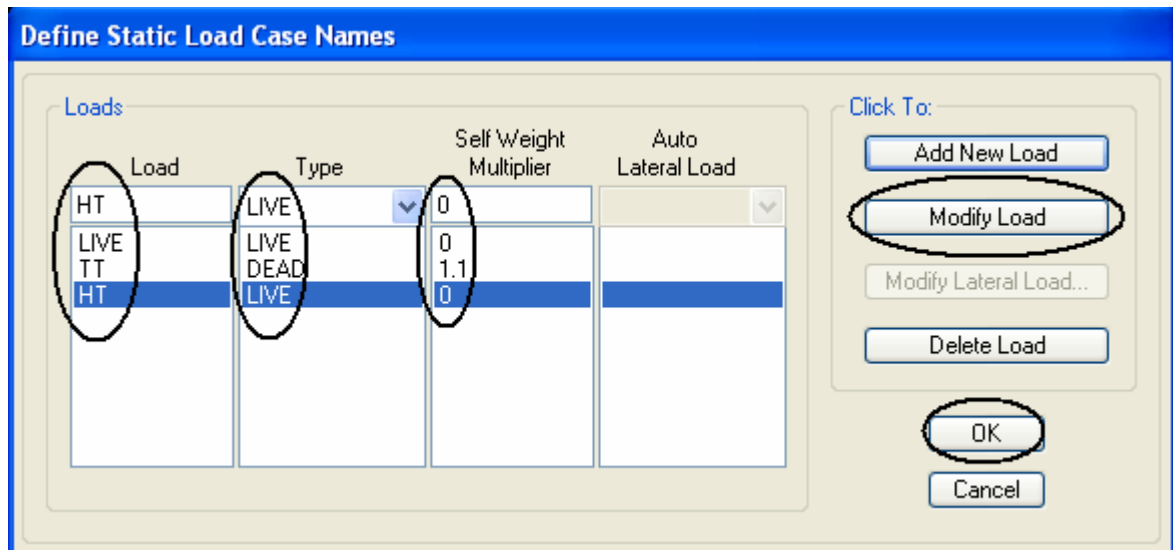 Define Static Load Case Names
Loads
Click To:
Load
Type
Self Weight
Multiplier
Auto
Lateral Load
HT LIVE 0
LIVE LIVE 0
TT DEAD 1.1
HT LIVE 0
Add New Load
Modify Load
Modify Lateral Load...
Delete Load
OK
Cancel